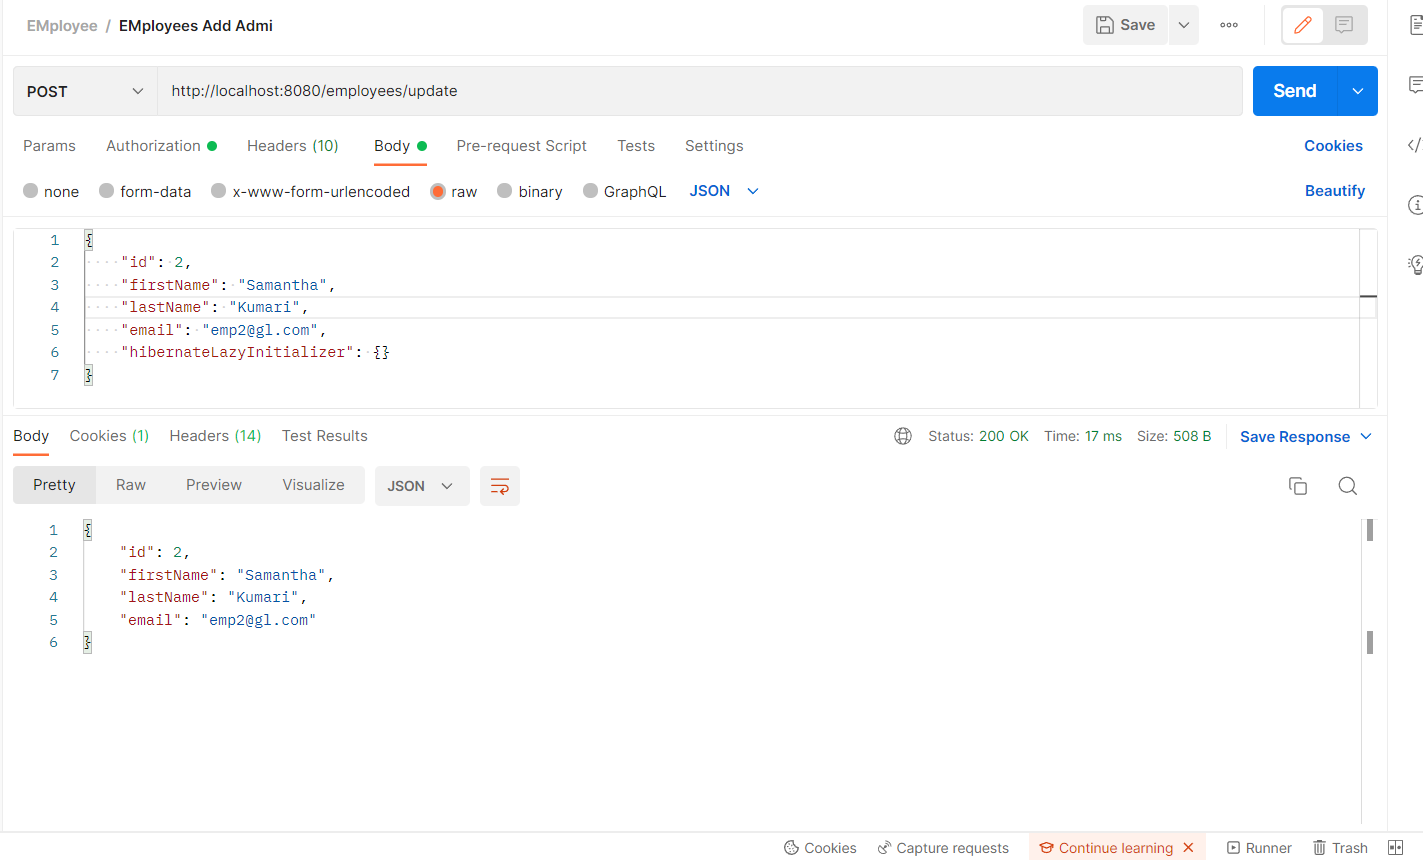 EMployee / EMployees Add Admi
Save
POST
http://localhost:8080/employees/update
Send
Params Authorization Headers (10) Body Pre-request Script Tests Settings Cookies
none form-data x-www-form-urlencoded raw binary GraphQL JSON Beautify
1 {
2 "id": 2,
3 "firstName": "Samantha",
4 "lastName": "Kumari",
5 "email": "emp2@gl.com",
6 "hibernateLazyInitializer": {}
7 }
Body Cookies (1) Headers (14) Test Results Status: 200 OK Time: 17 ms Size: 508 B Save Response
Pretty Raw Preview Visualize JSON
1 {
2 "id": 2,
3 "firstName": "Samantha",
4 "lastName": "Kumari",
5 "email": "emp2@gl.com"
6 }
Cookies Capture requests Continue learning Runner Trash